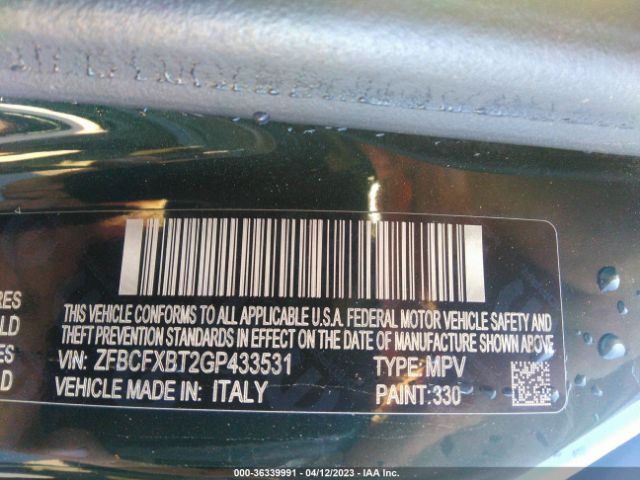 RES
THIS VEHICLE CONFORMS TO ALL APPLICABLE U.S.A. FEDERAL MOTOR VEHICLE SAFETY AND
LD
THEFT PREVENTION STANDARDS IN EFFECT ON THE DATE OF MANUFACTURE SHOWN ABOVE.
VIN: ZFBCFXBT2GP433531 TYPE: MPV
D
VEHICLE MADE IN: ITALY PAINT: 330
000-36339991 - 04/12/2023 - IAA Inc.